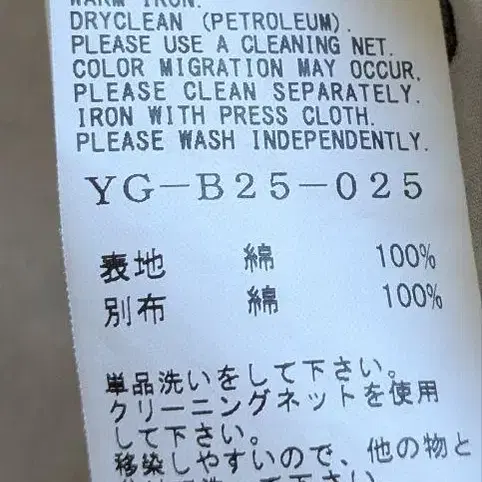 WARM IRON.
DRYCLEAN (PETROLEUM).
PLEASE USE A CLEANING NET.
COLOR MIGRATION MAY OCCUR,
PLEASE CLEAN SEPARATELY.
IRON WITH PRESS CLOTH.
PLEASE WASH INDEPENDENTLY.
YG-B25-025
表地 綿 100%
別布 綿 100%
単品洗いをして下さい。
クリーニングネットを使用
して下さい。
移染しやすいので、他の物と